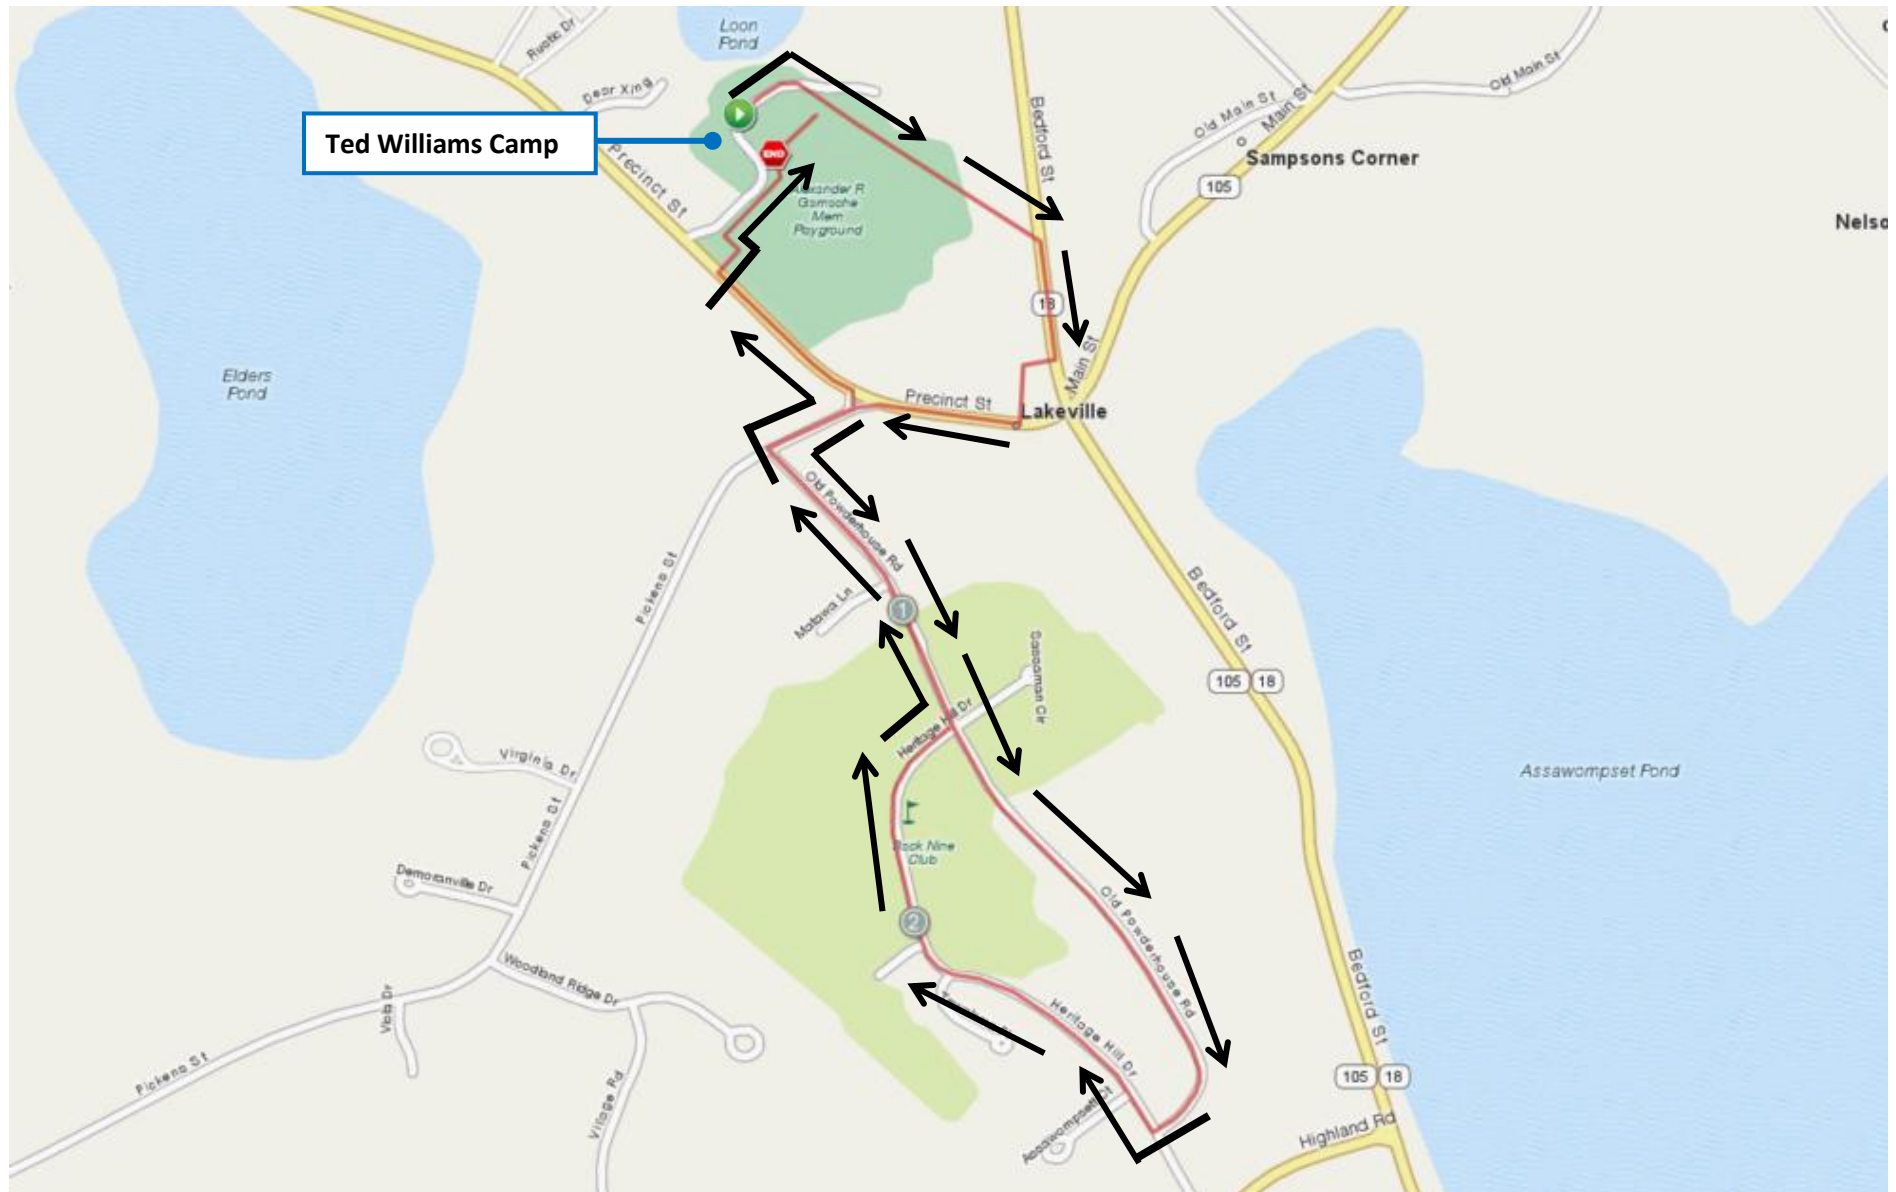 Loon
Pond
Rustic Dr
Deer Xing
Ted Williams Camp
END
Precinct St
Alexander R
Gamache
Mem
Playground
Bedford St
Old Main St
Old Main St
Main St
Sampsons Corner
105
Nelso
18
Main St
Elders
Pond
Precinct St
Lakeville
Old Powderhouse Rd
Pickens St
1
Bedford St
105
18
Heritage Hill Dr
Virginia Dr
Pickens St
Assawompset Pond
Back Nine
Club
Demoranville Dr
2
Old Powderhouse Rd
Woodland Ridge Dr
Viola Dr
Heritage Hill Dr
Bedford St
Pickens St
Village Rd
Assawompset Ct
105
18
Highland Rd